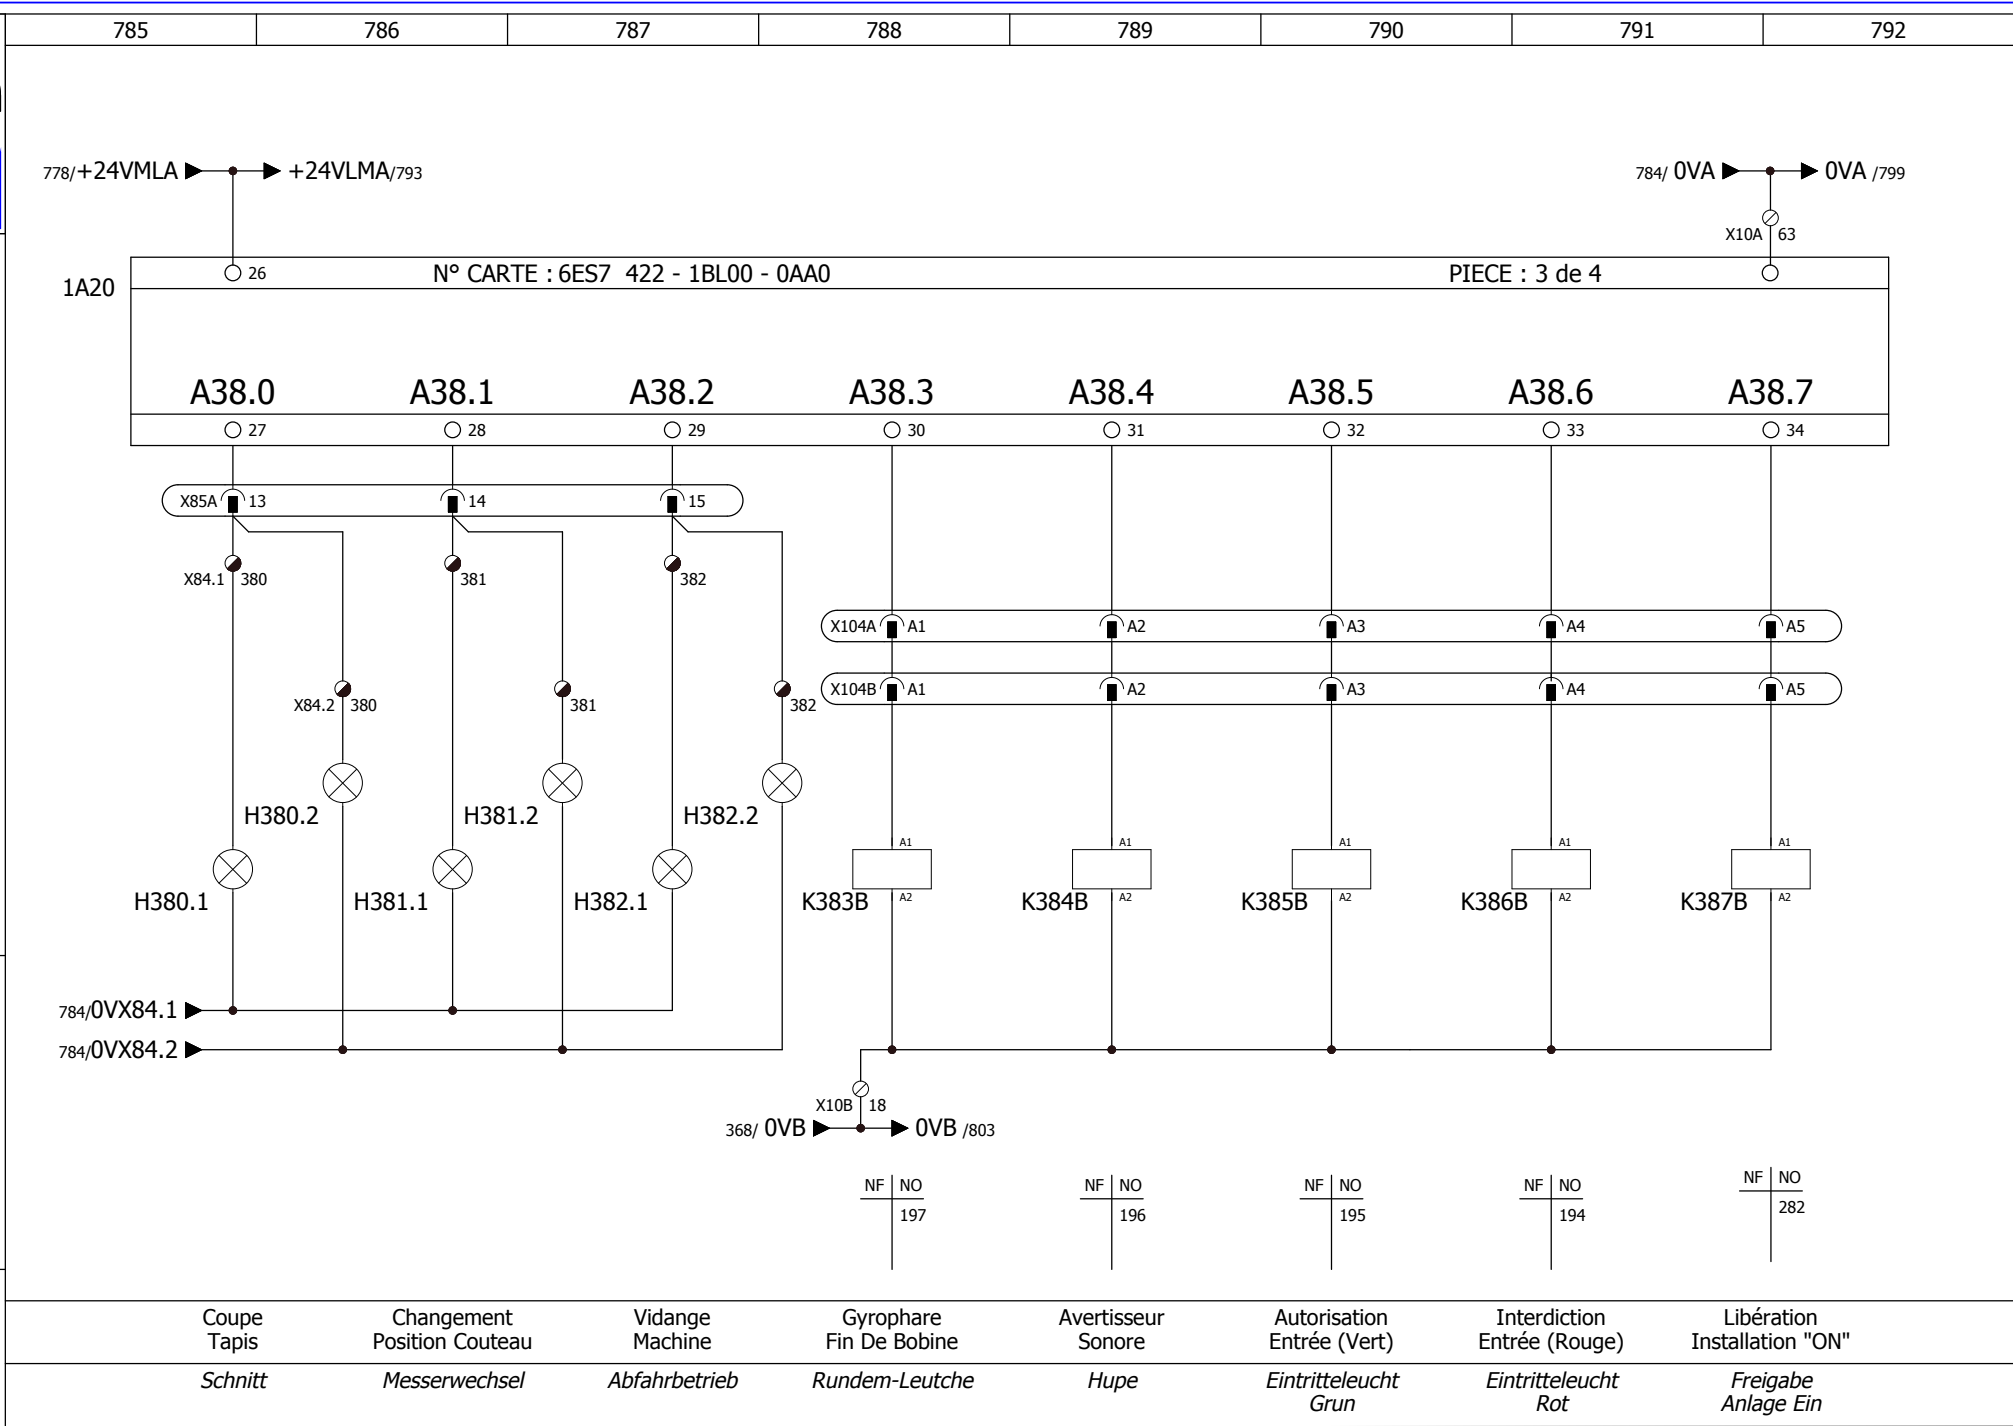 785 786 787 788 789 790 791 792
778/+24VMLA +24VLMA/793 784/ 0VA 0VA /799
X10A 63
1A20 26 N° CARTE : 6ES7 422 - 1BL00 - 0AA0 PIECE : 3 de 4
A38.0 A38.1 A38.2 A38.3 A38.4 A38.5 A38.6 A38.7
27 28 29 30 31 32 33 34
X85A 13 14 15
X84.1 380 381 382
X104A A1 A2 A3 A4 A5
X104B A1 A2 A3 A4 A5
X84.2 380 381 382
H380.2 H381.2 H382.2
A1 A1 A1 A1 A1
H380.1 H381.1 H382.1 K383B A2 K384B A2 K385B A2 K386B A2 K387B A2
784/0VX84.1
784/0VX84.2
X10B 18
368/ 0VB 0VB /803
NF NO NF NO NF NO NF NO NF NO
197 196 195 194 282
Coupe Changement Vidange Gyrophare Avertisseur Autorisation Interdiction Libération
Tapis Position Couteau Machine Fin De Bobine Sonore Entrée (Vert) Entrée (Rouge) Installation "ON"
Schnitt Messerwechsel Abfahrbetrieb Rundem-Leutche Hupe Eintritteleucht Eintritteleucht Freigabe
Grun Rot Anlage Ein